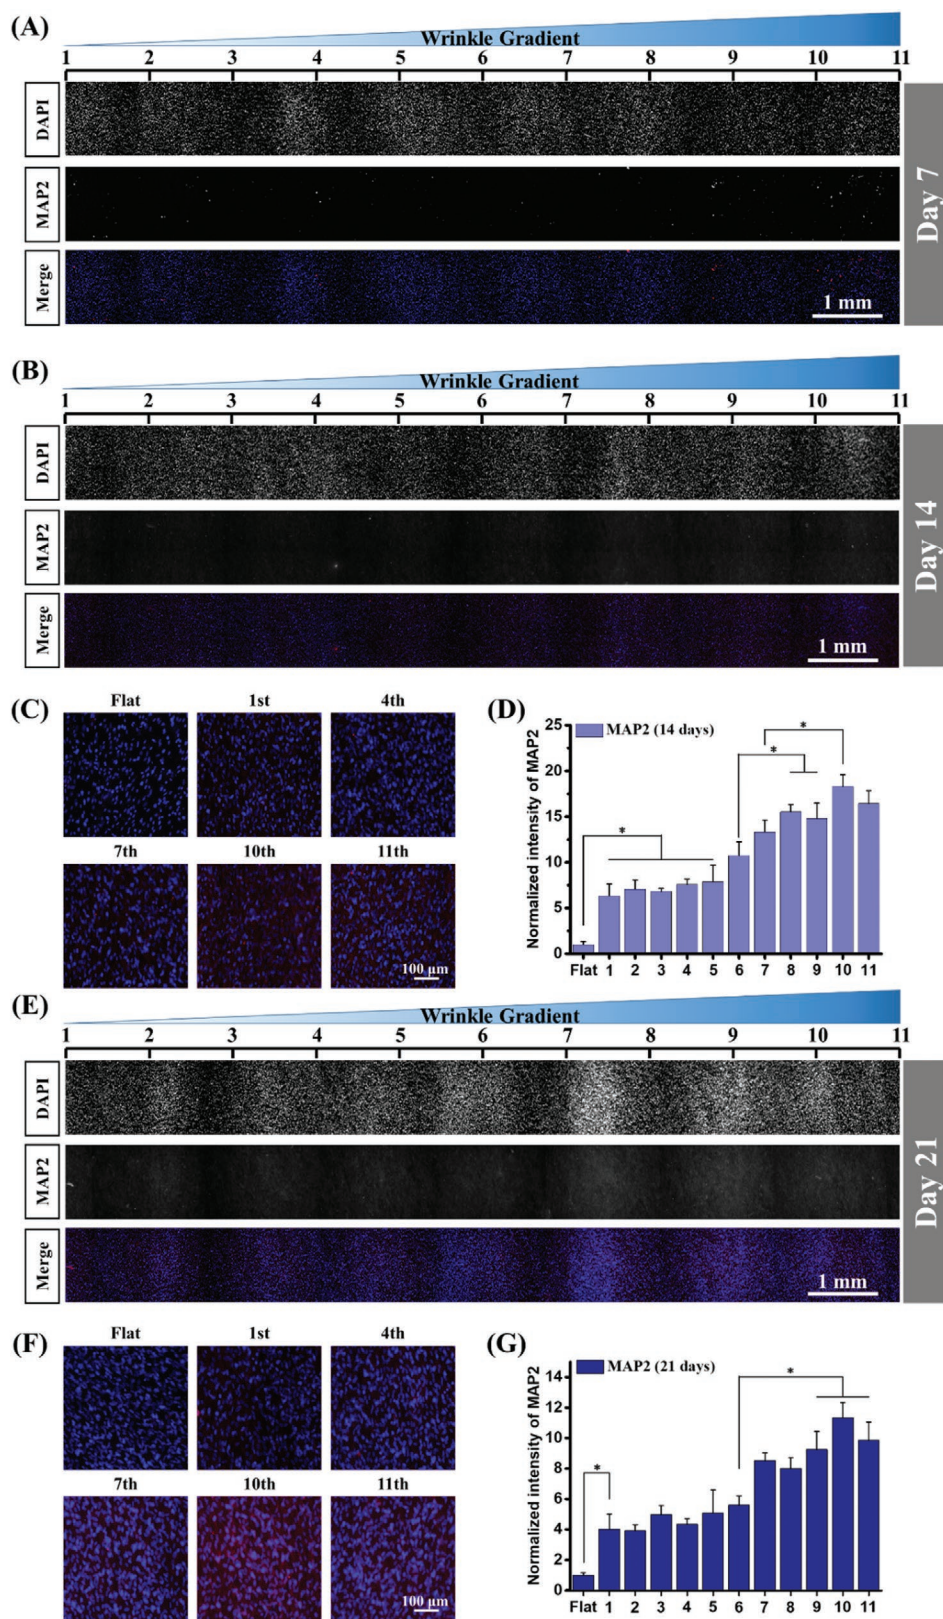 (A)
Wrinkle Gradient
1 2 3 4 5 6 7 8 9 10 11
DAPI
MAP2
Merge
1 mm
Day 7
(B)
Wrinkle Gradient
1 2 3 4 5 6 7 8 9 10 11
DAPI
MAP2
Merge
1 mm
Day 14
(C)
Flat 1st 4th
7th 10th 11th
100 µm
(D)
Normalized intensity of MAP2
MAP2 (14 days)
25
20
15
10
5
0
* * *
Flat 1 2 3 4 5 6 7 8 9 10 11
(E)
Wrinkle Gradient
1 2 3 4 5 6 7 8 9 10 11
DAPI
MAP2
Merge
1 mm
Day 21
(F)
Flat 1st 4th
7th 10th 11th
100 µm
(G)
Normalized intensity of MAP2
MAP2 (21 days)
14
12
10
8
6
4
2
0
* *
Flat 1 2 3 4 5 6 7 8 9 10 11